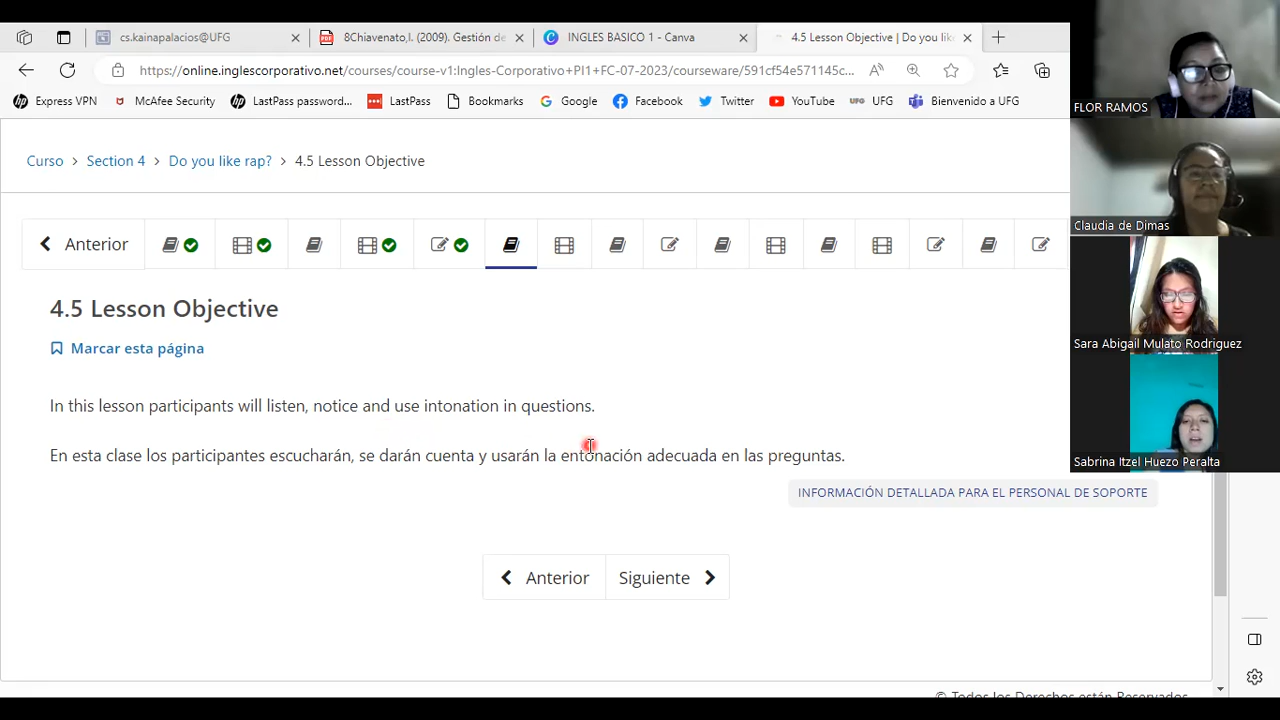 cs.kainapalacios@UFG
8Chiavenato,I. (2009). Gestión de
INGLES BASICO 1 - Canva
4.5 Lesson Objective | Do you like
https://online.inglescorporativo.net/courses/course-v1:Ingles-Corporativo+PI1+FC-07-2023/courseware/591cf54e571145c...
Express VPN McAfee Security LastPass password... LastPass Bookmarks Google Facebook Twitter YouTube UFG Bienvenido a UFG
FLOR RAMOS
Claudia de Dimas
Sara Abigail Mulato Rodriguez
Sabrina Itzel Huezo Peralta
Curso > Section 4 > Do you like rap? > 4.5 Lesson Objective
Anterior
4.5 Lesson Objective
Marcar esta página
In this lesson participants will listen, notice and use intonation in questions.
En esta clase los participantes escucharán, se darán cuenta y usarán la entonación adecuada en las preguntas.
INFORMACIÓN DETALLADA PARA EL PERSONAL DE SOPORTE
Anterior Siguiente
© Todos los Derechos están Reservados